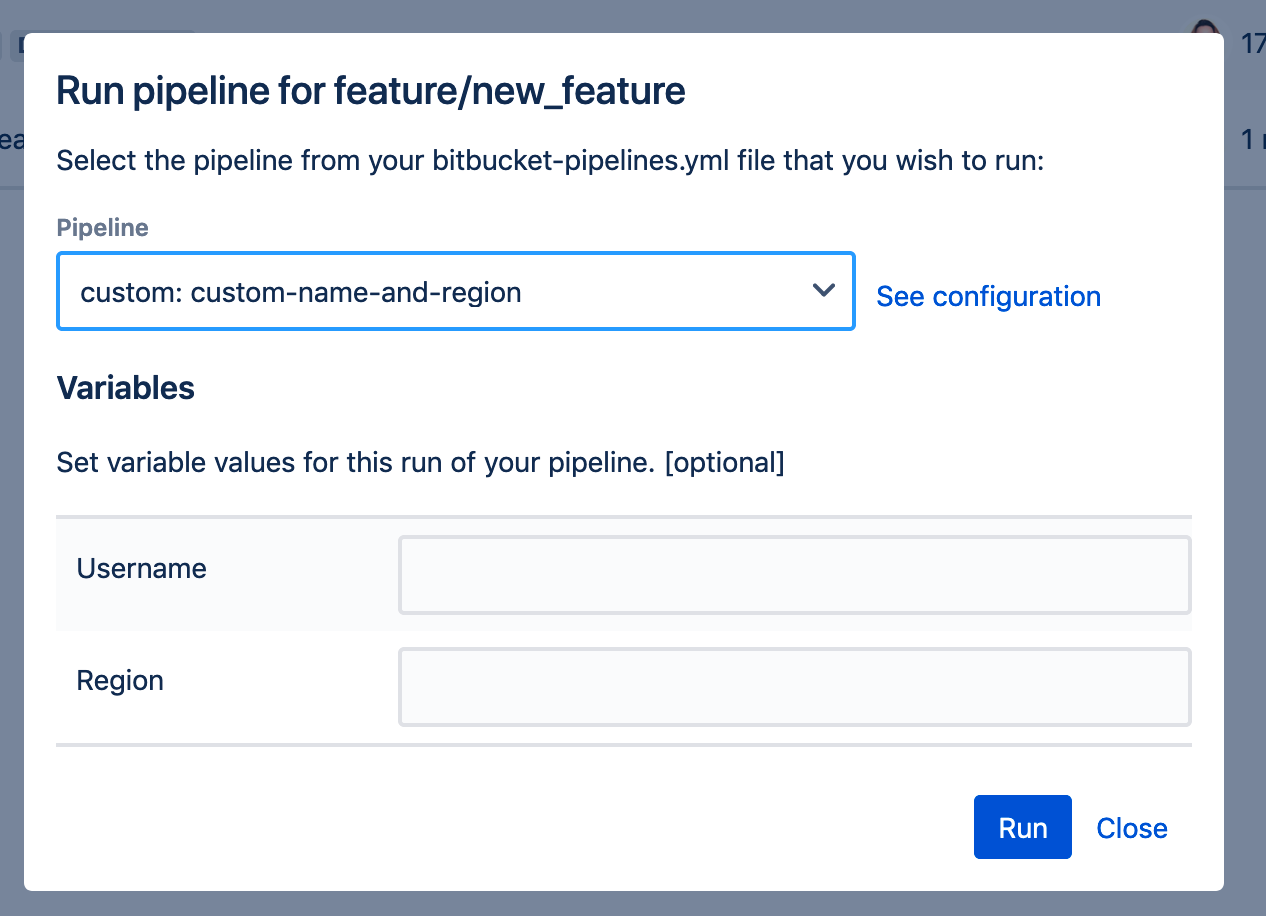 17
1
Run pipeline for feature/new_feature
Select the pipeline from your bitbucket-pipelines.yml file that you wish to run:
Pipeline
custom: custom-name-and-region
See configuration
Variables
Set variable values for this run of your pipeline. [optional]
Username
Region
Run
Close